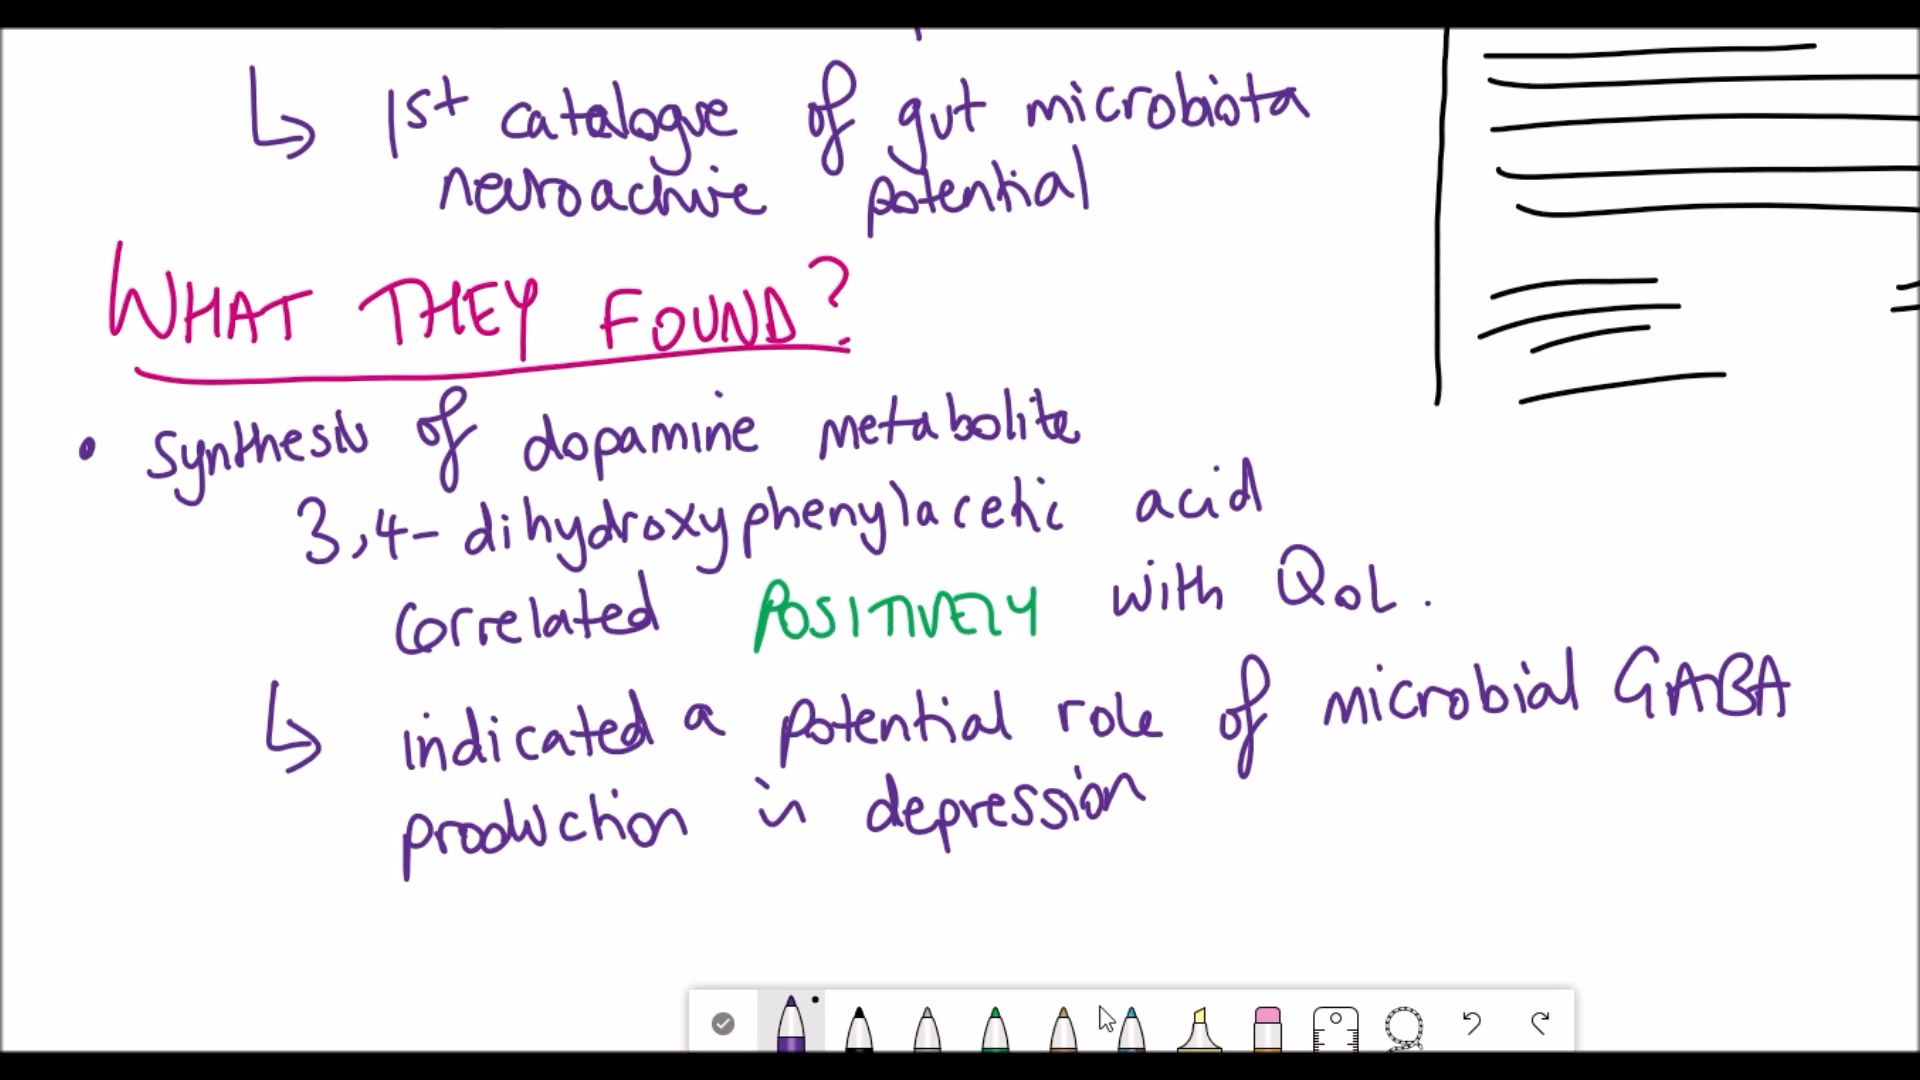 ↳ 1st catalogue of gut microbiota
neuroactive potential
WHAT THEY FOUND?
• Synthesis of dopamine metabolite
3,4-dihydroxyphenylacetic acid
correlated POSITIVELY with QoL.
↳ indicated a potential role of microbial GABA
production in depression